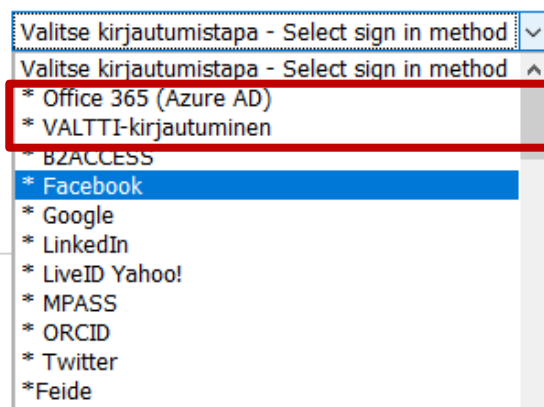 Valitse kirjautumistapa - Select sign in method
Valitse kirjautumistapa - Select sign in method
* Office 365 (Azure AD)
* VALTTI-kirjautuminen
* B2ACCESS
* Facebook
* Google
* LinkedIn
* LiveID Yahoo!
* MPASS
* ORCID
* Twitter
*Feide